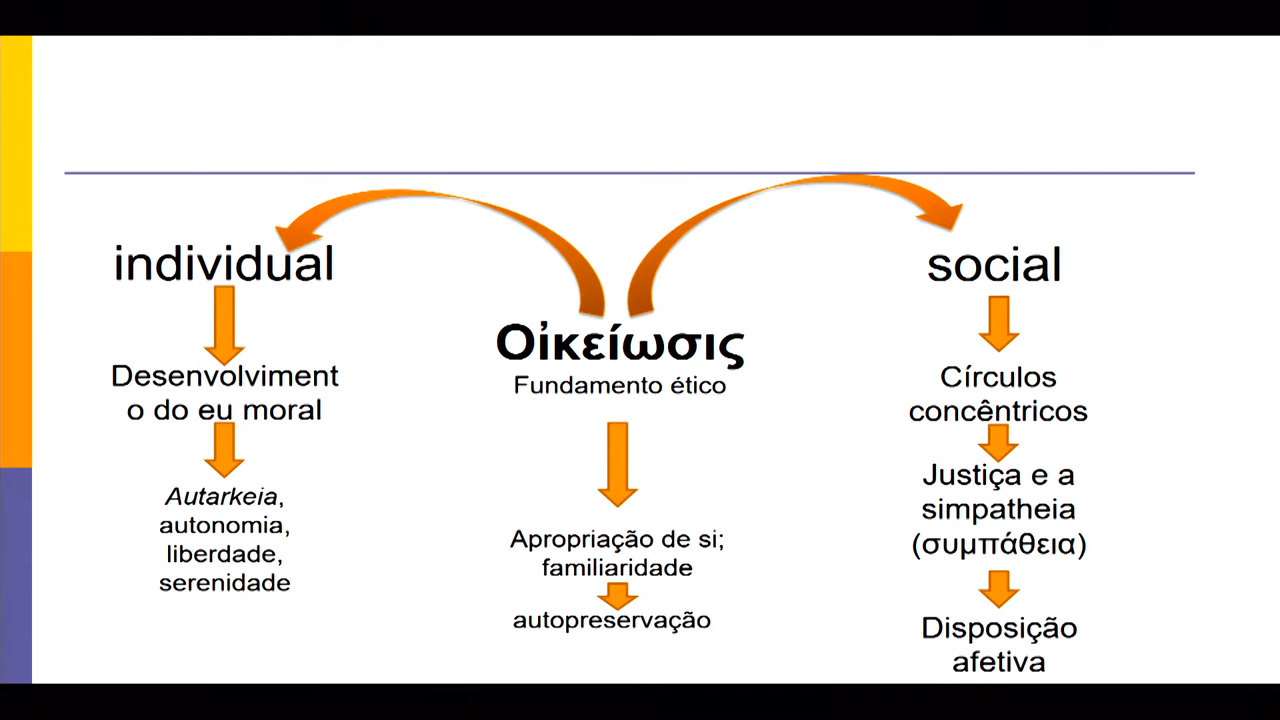 individual
Desenvolviment
o do eu moral
Autarkeia,
autonomia,
liberdade,
serenidade
Οἰκείωσις
Fundamento ético
Apropriação de si;
familiaridade
autopreservação
social
Círculos
concêntricos
Justiça e a
simpatheia
(συμπάθεια)
Disposição
afetiva